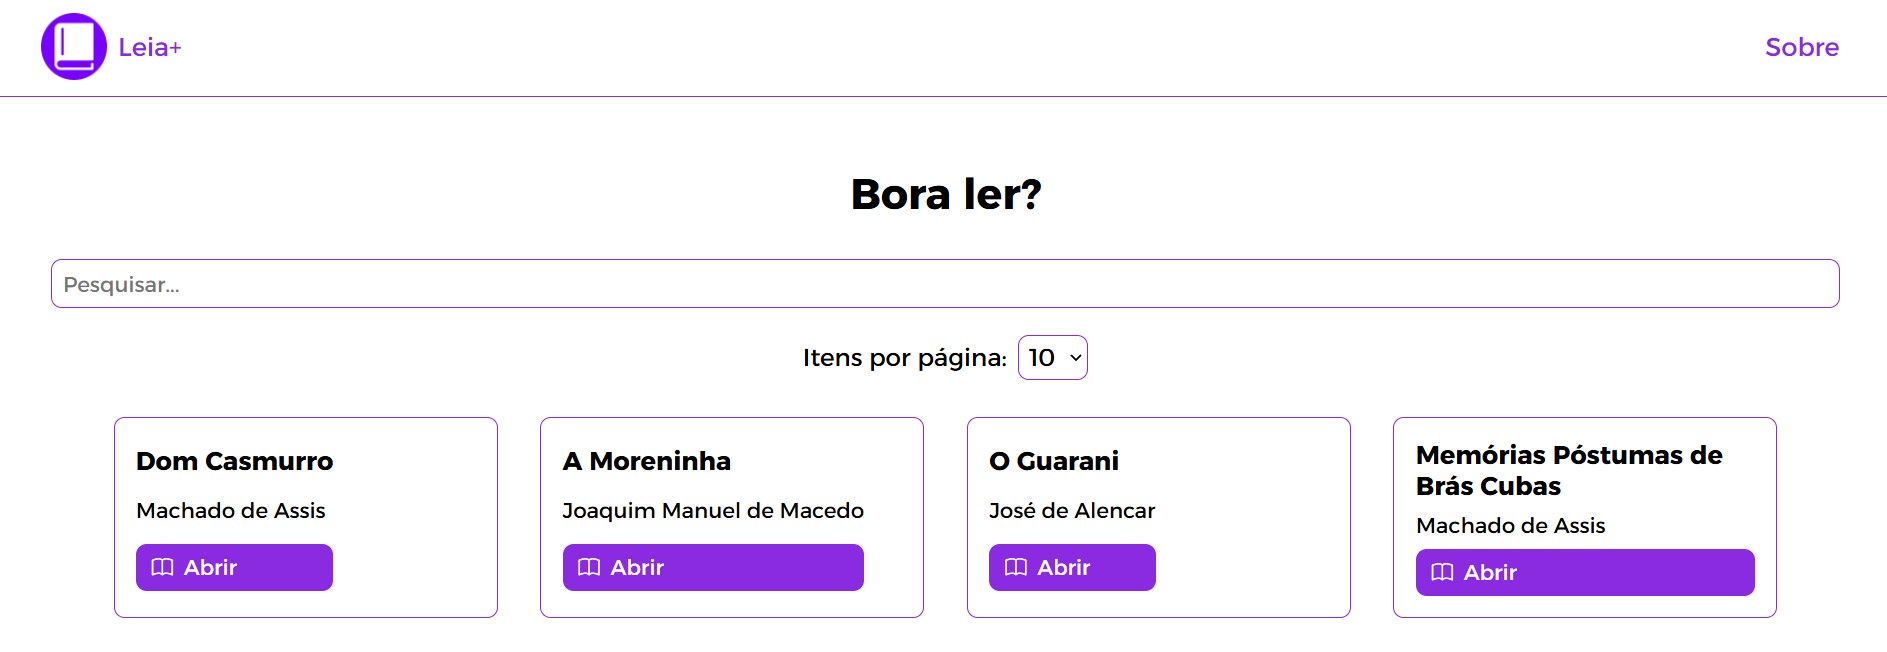 Leia+
Sobre
Bora ler?
Pesquisar...
Itens por página: 10
Dom Casmurro
Machado de Assis
Abrir
A Moreninha
Joaquim Manuel de Macedo
Abrir
O Guarani
José de Alencar
Abrir
Memórias Póstumas de
Brás Cubas
Machado de Assis
Abrir